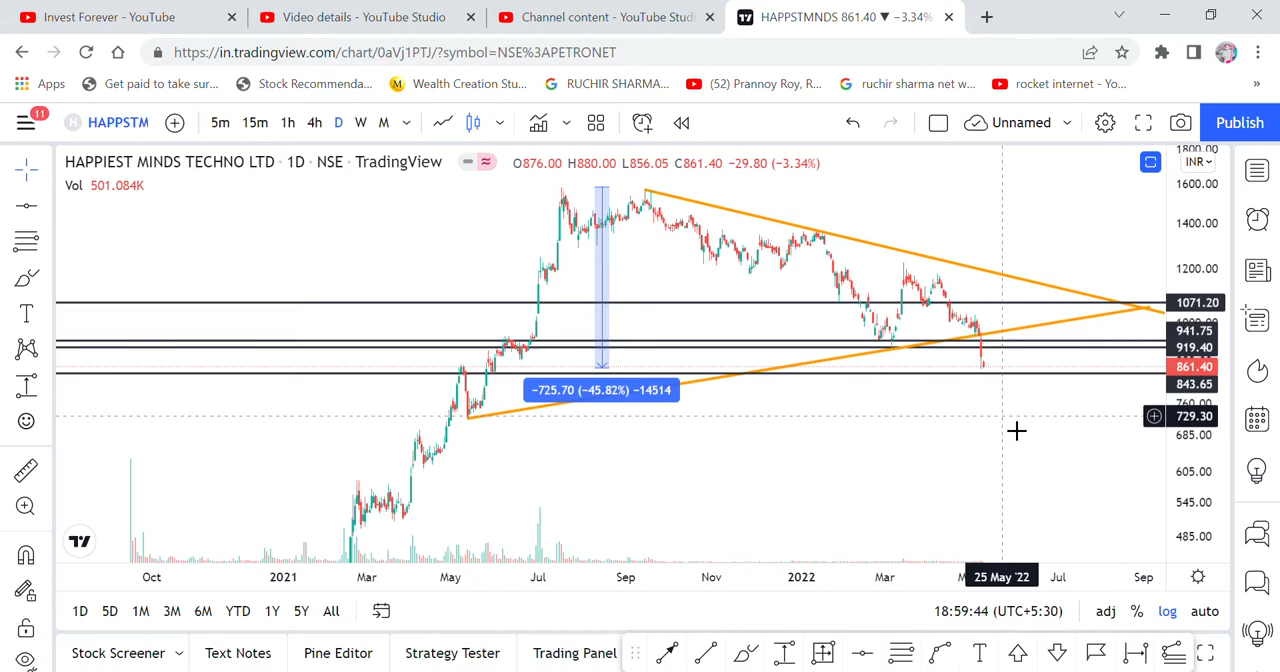 Invest Forever - YouTube
Video details - YouTube Studio
Channel content - YouTube Studi
HAPPSTMNDS 861.40 ▼ −3.34%
https://in.tradingview.com/chart/0aVj1PTJ/?symbol=NSE%3APETRONET
Apps
Get paid to take sur...
Stock Recommenda...
Wealth Creation Stu...
RUCHIR SHARMA...
(52) Prannoy Roy, R...
ruchir sharma net w...
rocket internet - Yo...
»
11
H HAPPSTM
5m 15m 1h 4h D W M
Unnamed
Publish
HAPPIEST MINDS TECHNO LTD · 1D · NSE · TradingView
O876.00 H880.00 L856.05 C861.40 −29.80 (−3.34%)
INR
Vol 501.084K
1800.00
1600.00
1400.00
1200.00
1071.20
1000.00
941.75
919.40
861.40
843.65
760.00
729.30
685.00
605.00
545.00
485.00
−725.70 (−45.82%) −14514
Oct 2021 Mar May Jul Sep Nov 2022 Mar M 25 May '22 Jul Sep
1D 5D 1M 3M 6M YTD 1Y 5Y All
18:59:44 (UTC+5:30)
adj % log auto
Stock Screener
Text Notes
Pine Editor
Strategy Tester
Trading Panel